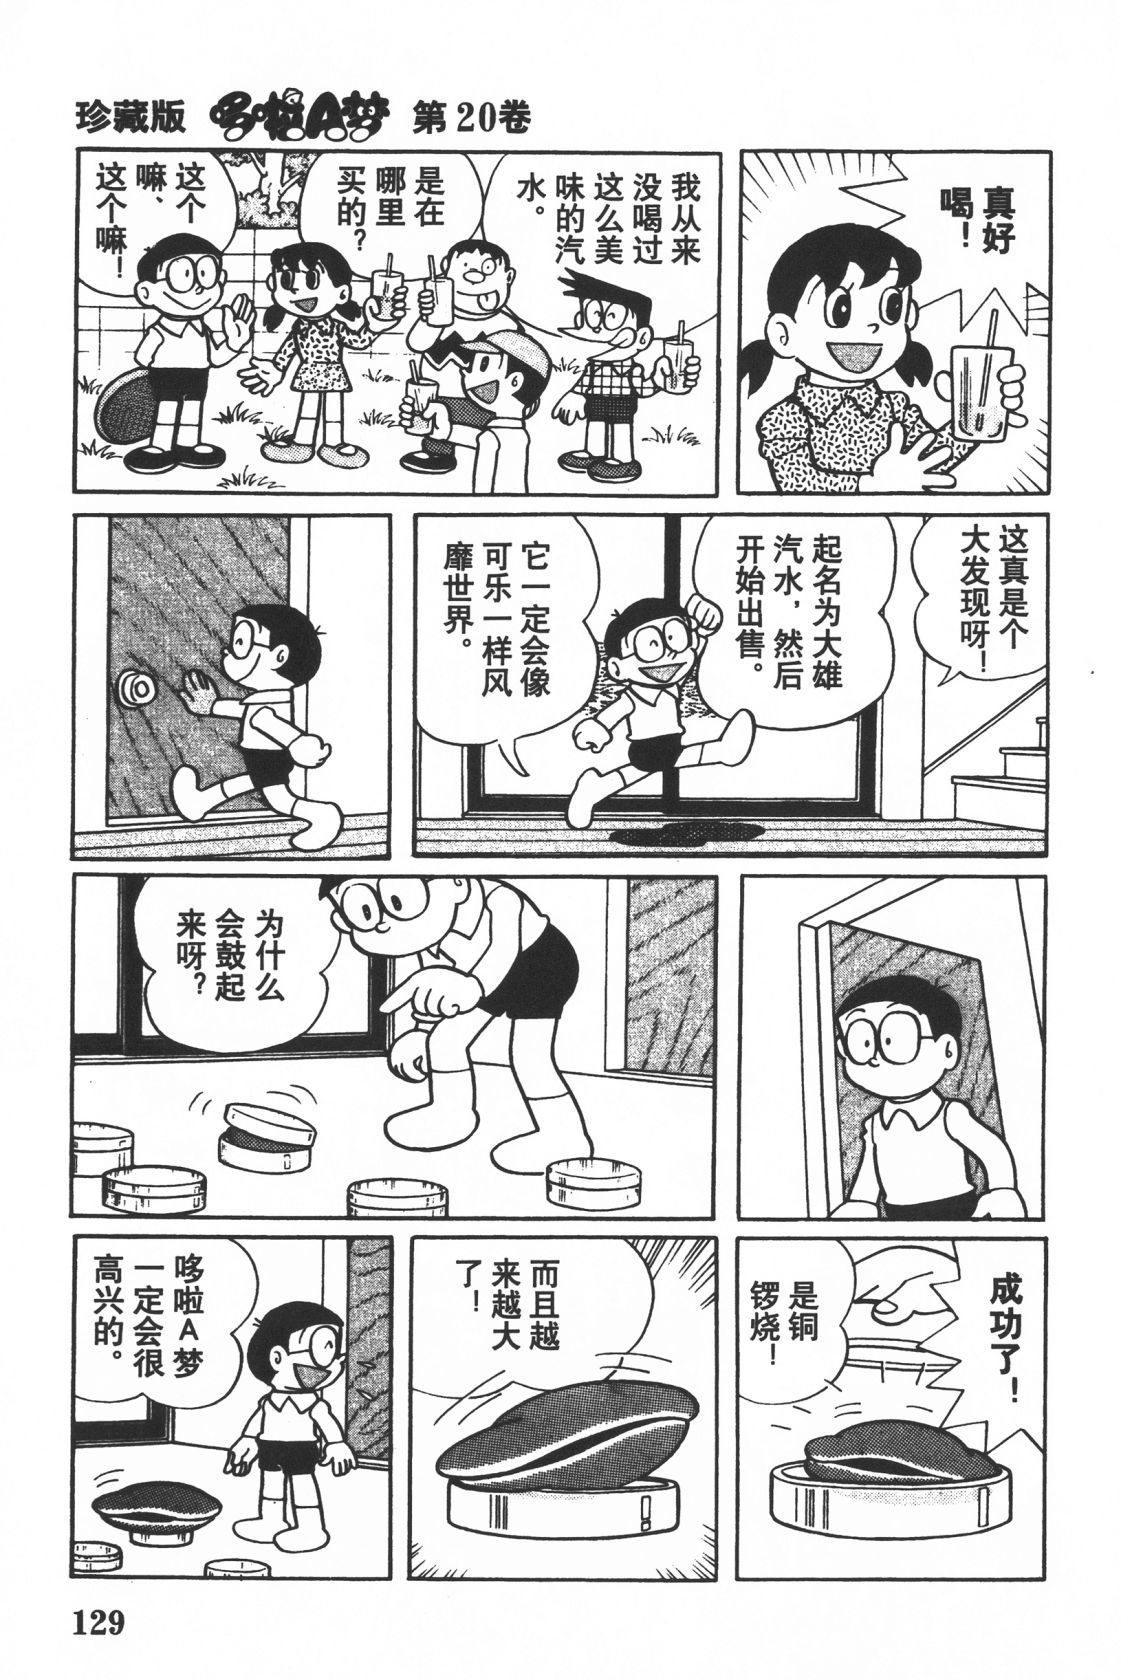 珍藏版 哆啦A梦 第20卷
真好
喝！
我从来
没喝过
这么美
味的汽
水。
是在
哪里
买的？
这个
嘛、
这个嘛！
这真是个
大发现呀！
起名为大雄
汽水，然后
开始出售。
它一定会像
可乐一样风
靡世界。
为什么
会鼓起
来呀？
成功了！
是铜
锣烧！
而且越
来越大
了！
哆啦A梦
一定会很
高兴的。
129